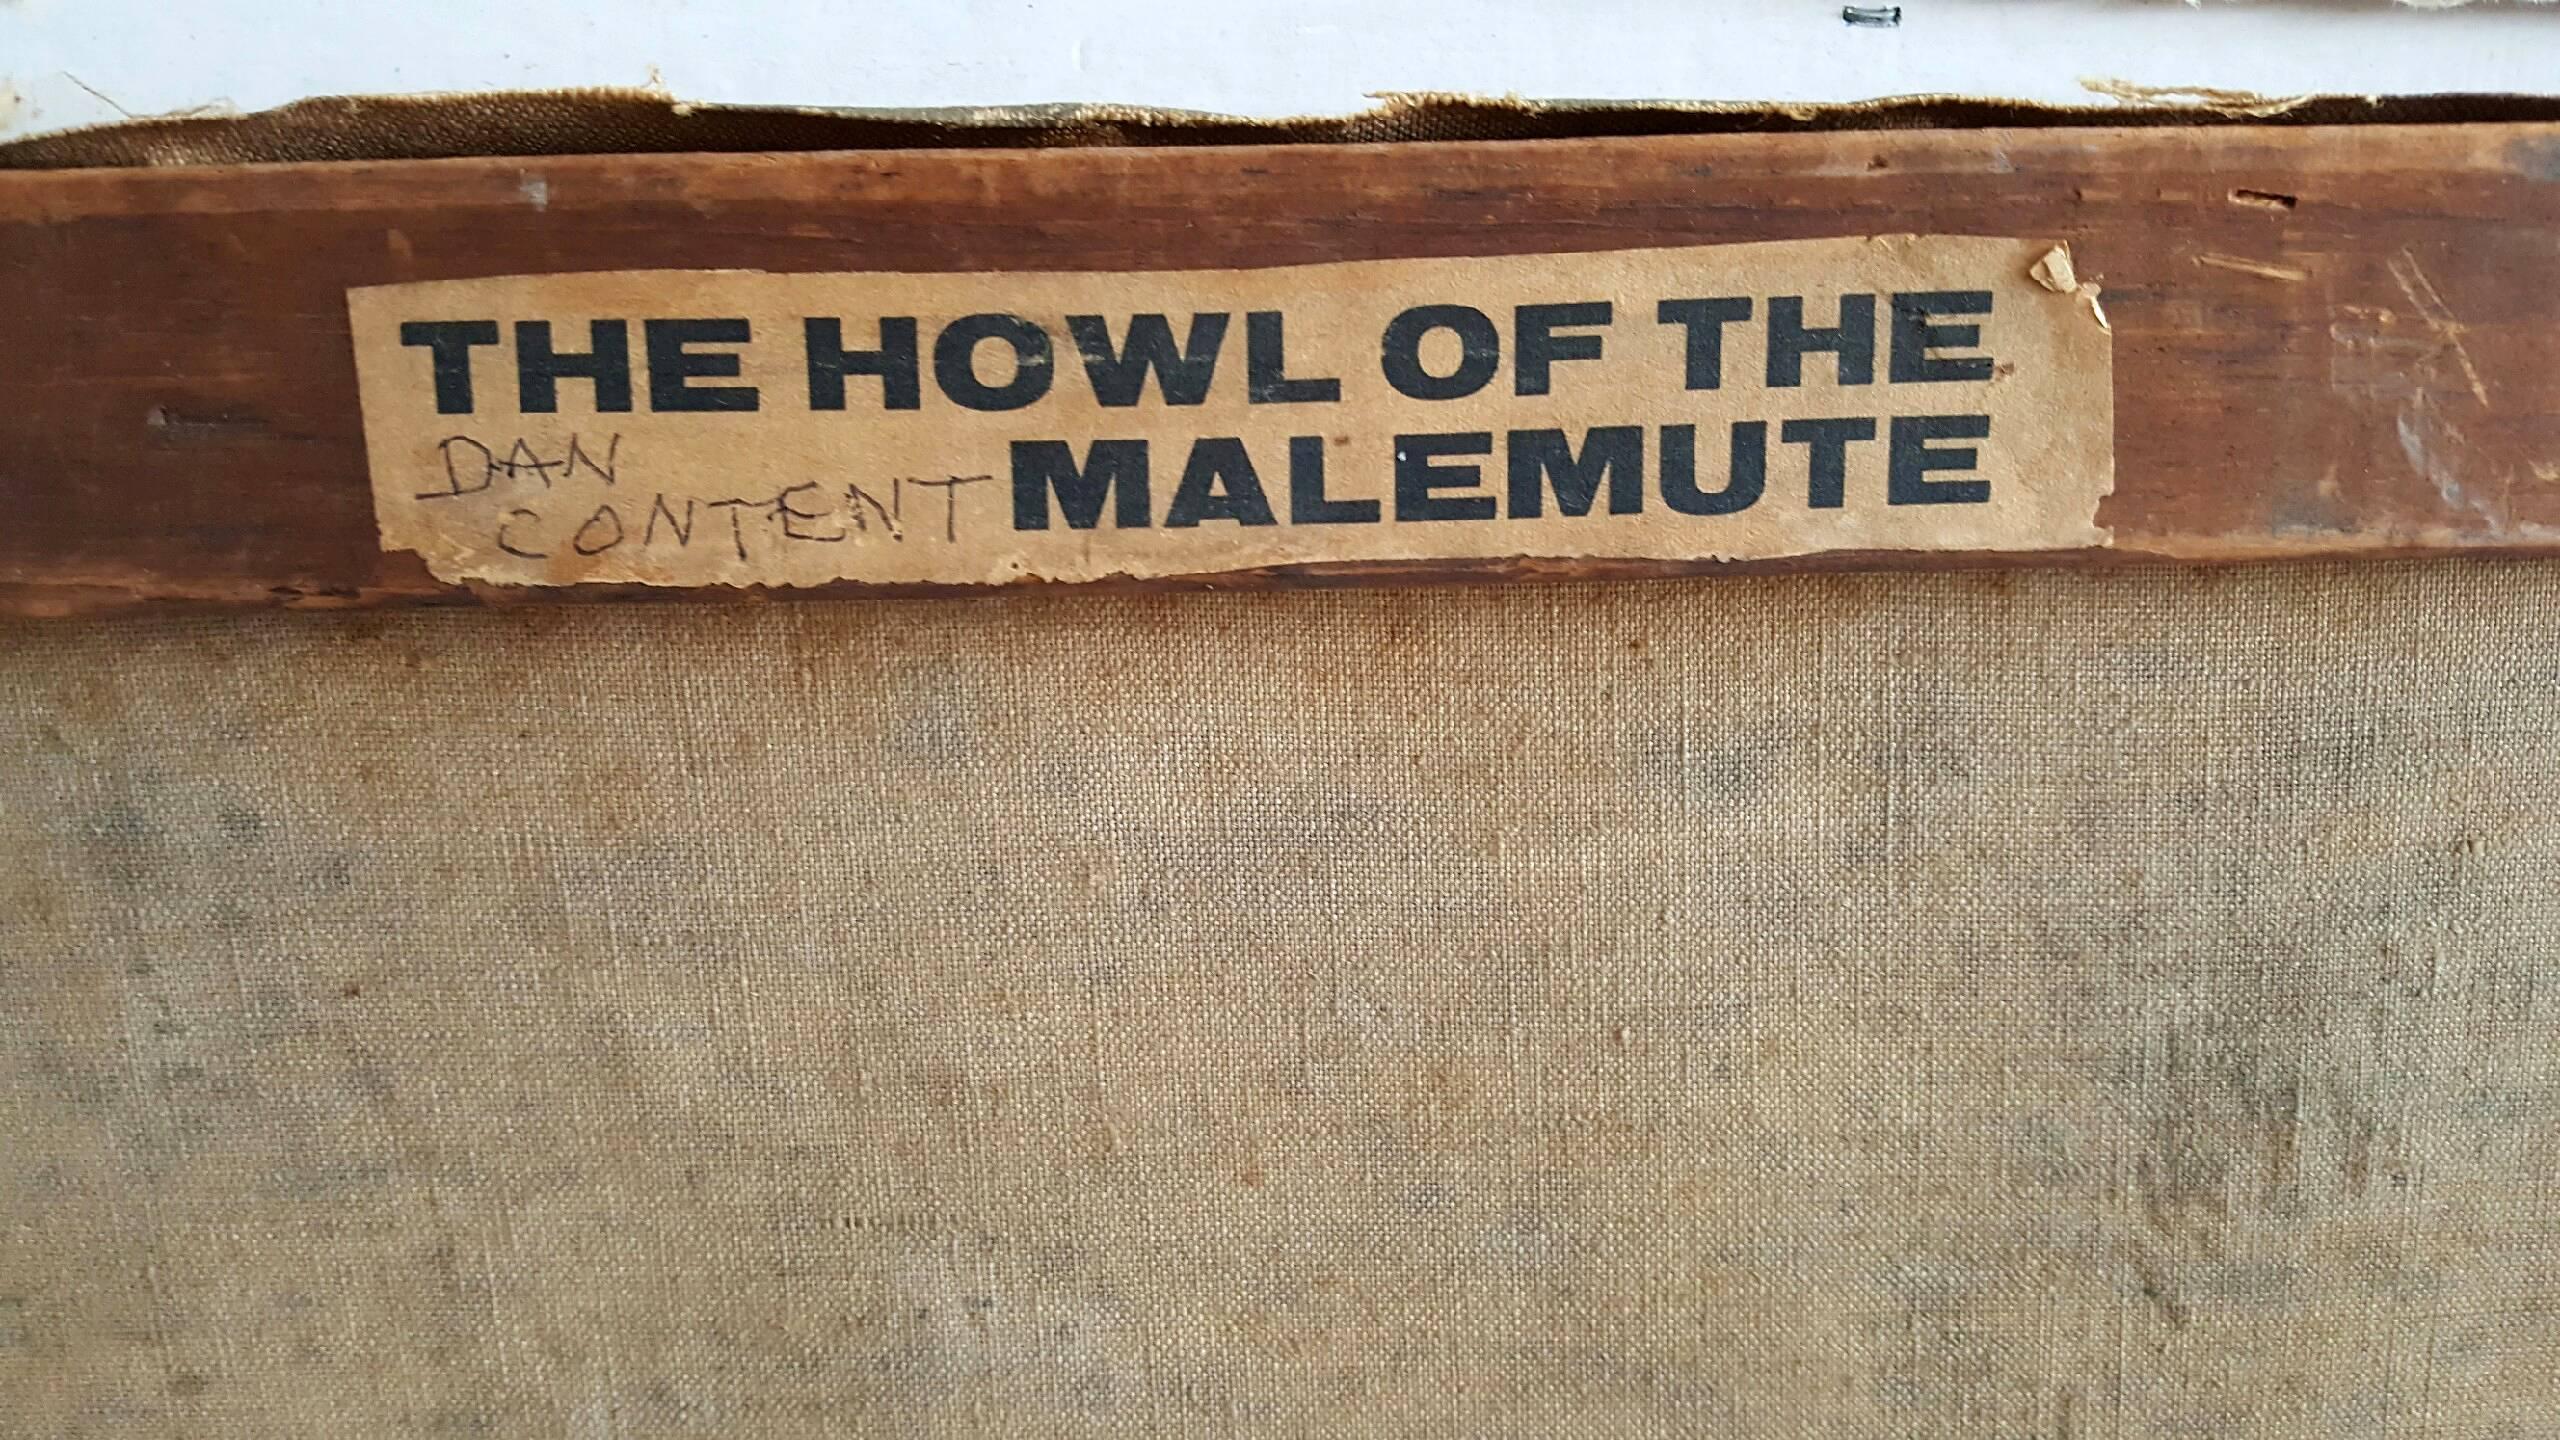 THE HOWL OF THE
MALEMUTE
DAN
CONTENT